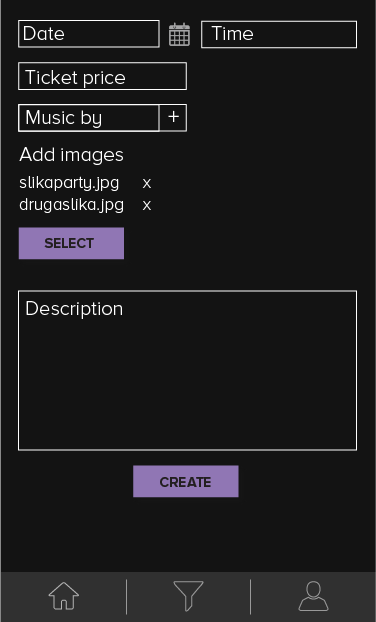 Date Time
Ticket price
Music by +
Add images
slikaparty.jpg x
drugaslika.jpg x
SELECT
Description
CREATE